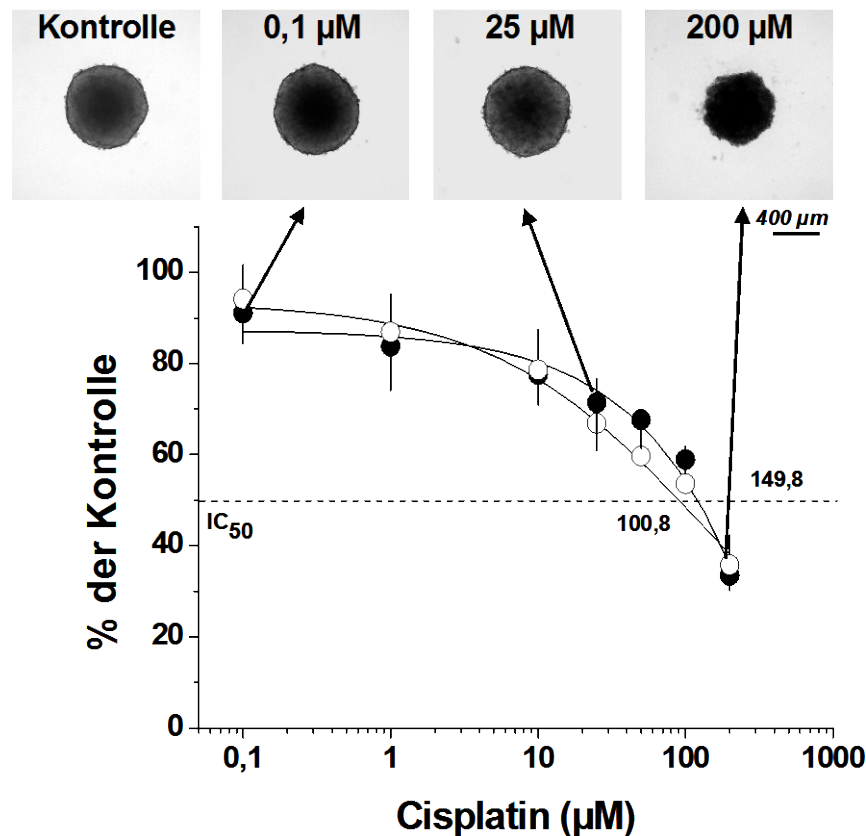 Kontrolle 0,1 µM 25 µM 200 µM
400 µm
100
80
60
40
20
0
% der Kontrolle
149,8
100,8
IC50
0,1 1 10 100 1000
Cisplatin (µM)